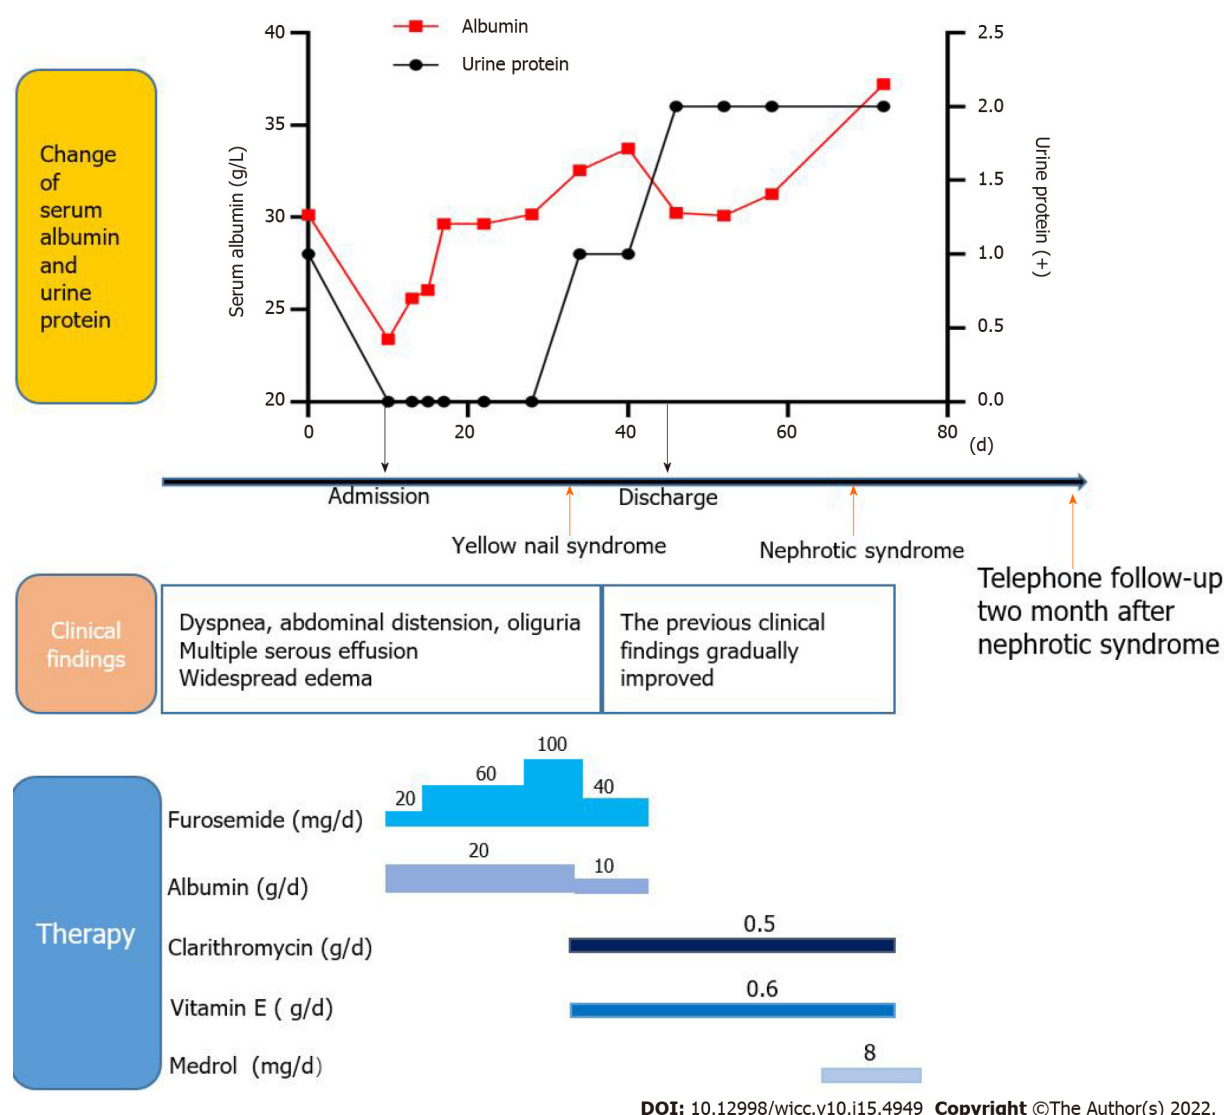 Albumin
Urine protein
Change
of
serum
albumin
and
urine
protein
Serum albumin (g/L)
40
35
30
25
20
2.5
2.0
1.5
1.0
0.5
0.0
Urine protein (+)
0
20
40
60
80
(d)
Admission
Discharge
Yellow nail syndrome
Nephrotic syndrome
Telephone follow-up
two month after
nephrotic syndrome
Clinical
findings
Dyspnea, abdominal distension, oliguria
Multiple serous effusion
Widespread edema
The previous clinical
findings gradually
improved
Therapy
Furosemide (mg/d)
20
60
100
40
Albumin (g/d)
20
10
Clarithromycin (g/d)
0.5
Vitamin E ( g/d)
0.6
Medrol (mg/d)
8
DOI: 10.12998/wjcc.v10.i15.4949 Copyright ©The Author(s) 2022.